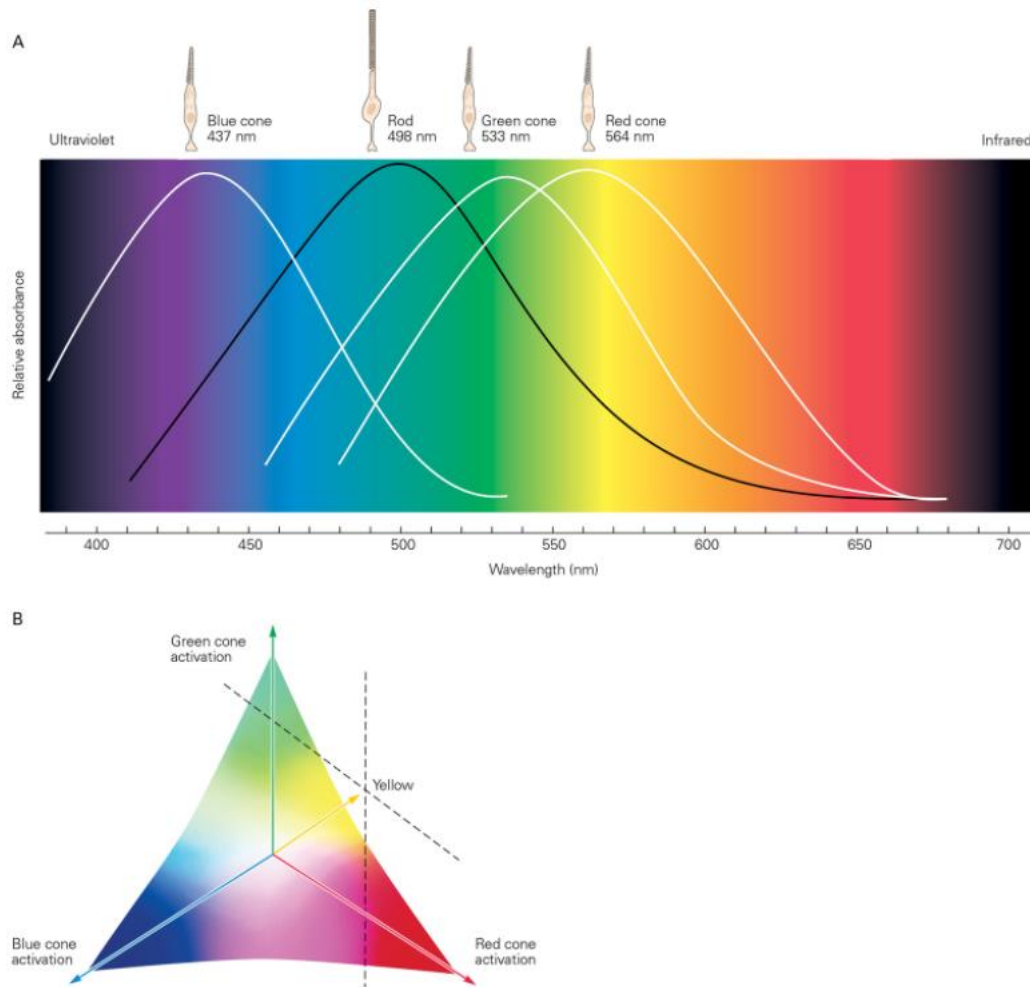 A
Blue cone
437 nm
Rod
498 nm
Green cone
533 nm
Red cone
564 nm
Ultraviolet
Infrared
Relative absorbance
400
450
500
550
600
650
700
Wavelength (nm)
B
Green cone
activation
Yellow
Blue cone
activation
Red cone
activation